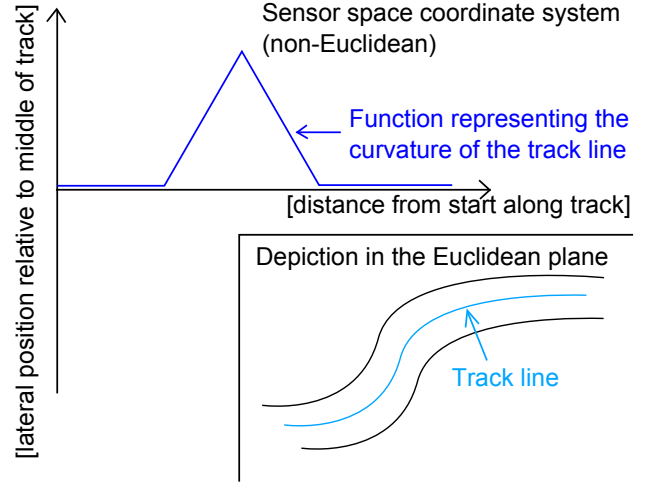 Sensor space coordinate system
(non-Euclidean)
Function representing the
curvature of the track line
[distance from start along track]
[lateral position relative to middle of track]
Depiction in the Euclidean plane
Track line